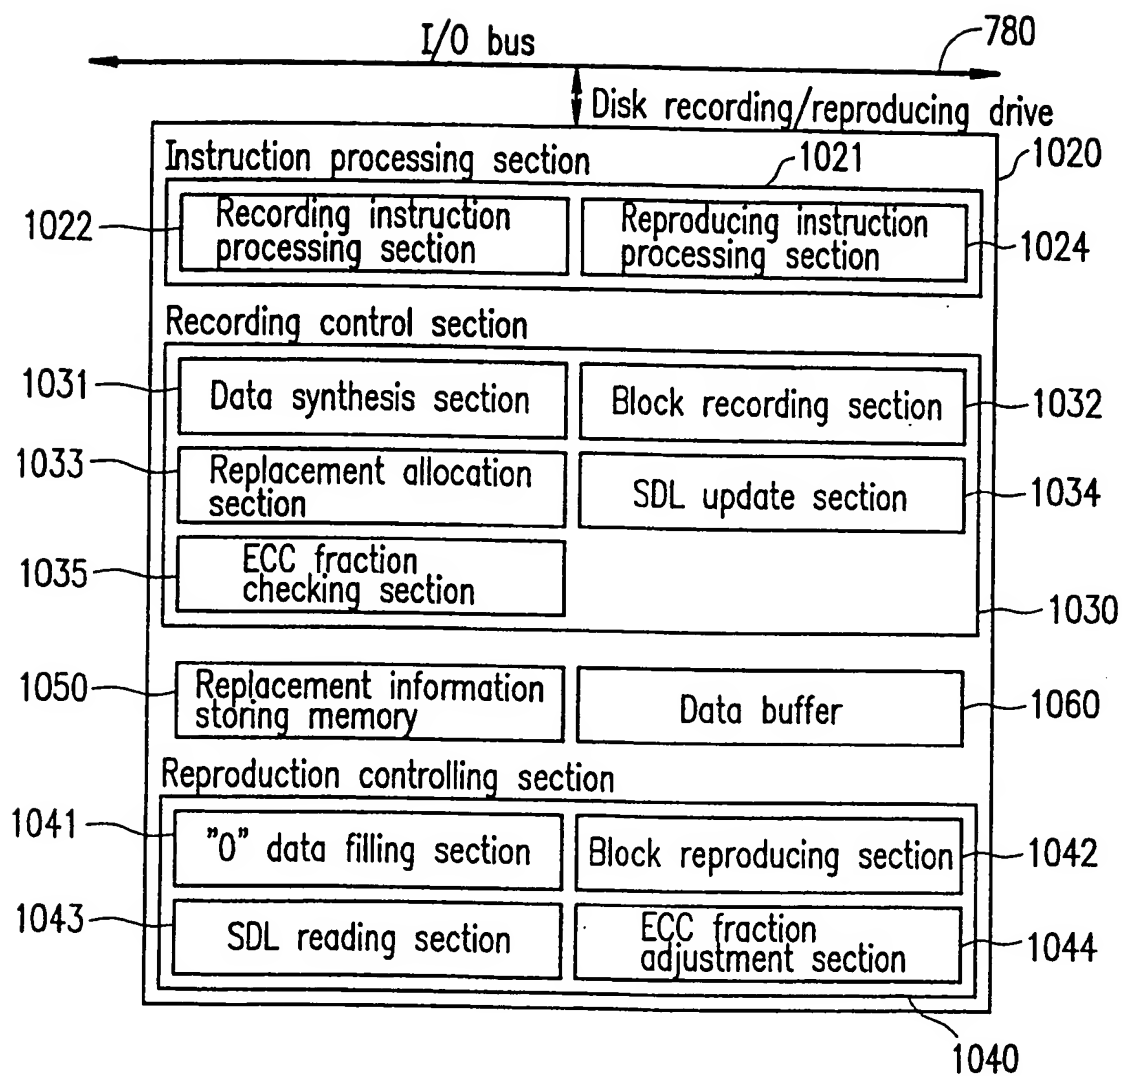 I/O bus
780
Disk recording/reproducing drive
1020
Instruction processing section
1021
1022
Recording instruction
processing section
Reproducing instruction
processing section
1024
Recording control section
1031
Data synthesis section
Block recording section
1032
1033
Replacement allocation
section
SDL update section
1034
1035
ECC fraction
checking section
1030
1050
Replacement information
storing memory
Data buffer
1060
Reproduction controlling section
1041
"0" data filling section
Block reproducing section
1042
1043
SDL reading section
ECC fraction
adjustment section
1044
1040